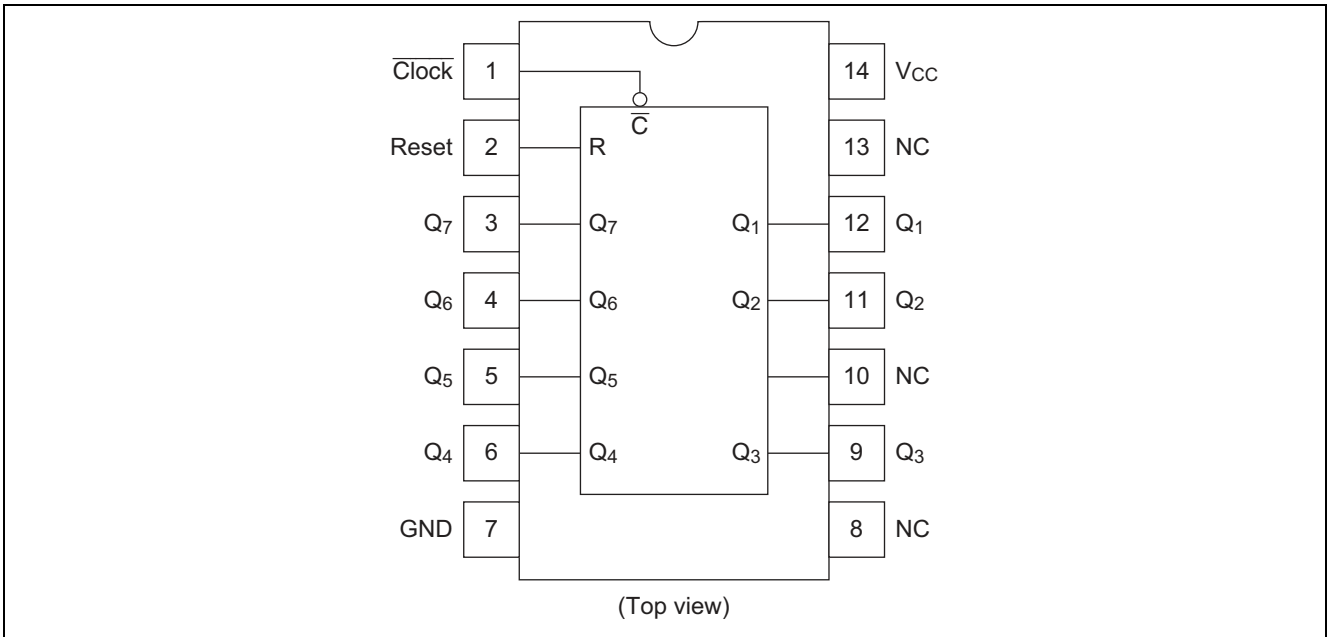 C̅l̅o̅c̅k̅ 1 14 VCC
C̅
Reset 2 R 13 NC
Q7 3 Q7 Q1 12 Q1
Q6 4 Q6 Q2 11 Q2
Q5 5 Q5 10 NC
Q4 6 Q4 Q3 9 Q3
GND 7 8 NC
(Top view)